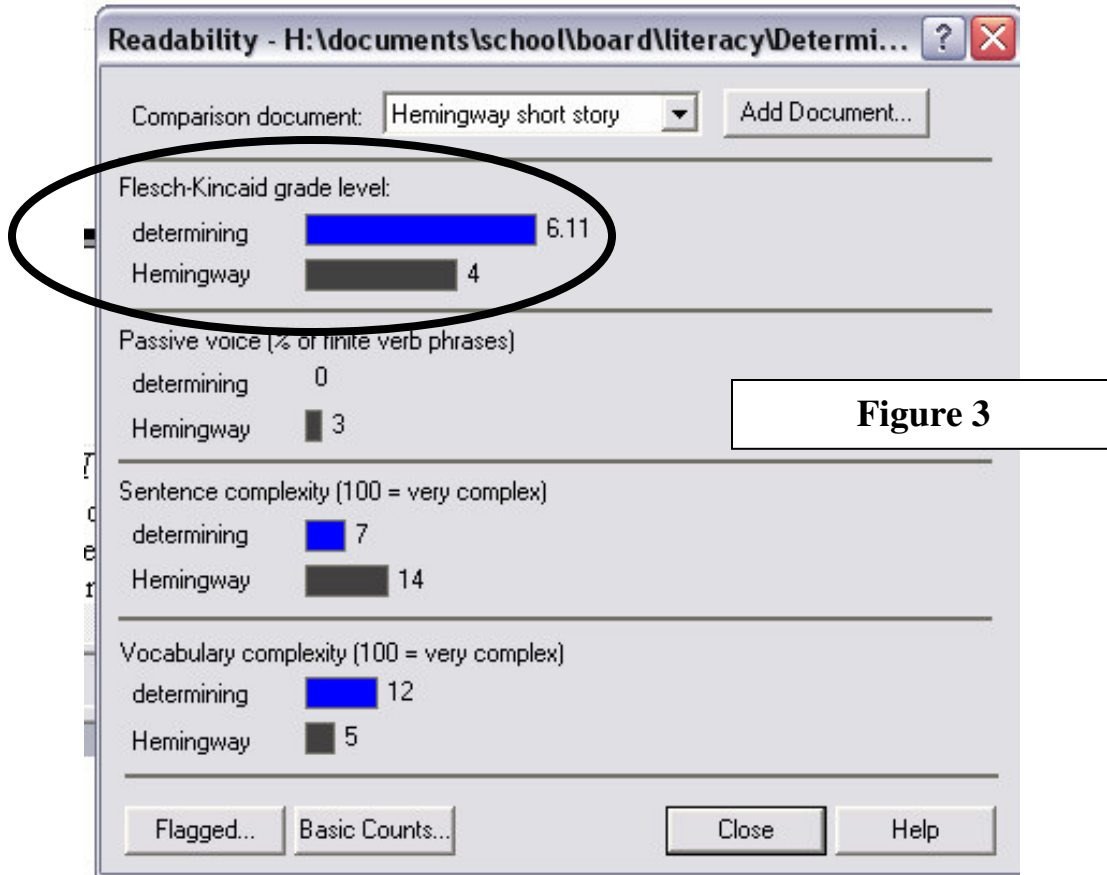 Readability - H:\documents\school\board\literacy\Determi...
Comparison document: Hemingway short story Add Document...
Flesch-Kincaid grade level:
determining 6.11
Hemingway 4
Passive voice (% of finite verb phrases)
determining 0
Hemingway 3
Figure 3
Sentence complexity (100 = very complex)
determining 7
Hemingway 14
Vocabulary complexity (100 = very complex)
determining 12
Hemingway 5
Flagged... Basic Counts... Close Help